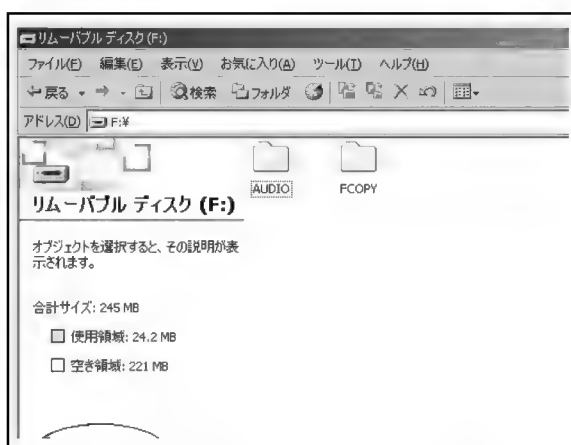 リムーバブル ディスク (F:)
ファイル(F) 編集(E) 表示(V) お気に入り(A) ツール(T) ヘルプ(H)
戻る 検索 フォルダ
アドレス(D) F:¥
AUDIO FCOPY
リムーバブル ディスク (F:)
オブジェクトを選択すると、その説明が表
示されます。
合計サイズ: 245 MB
使用領域: 24.2 MB
空き領域: 221 MB